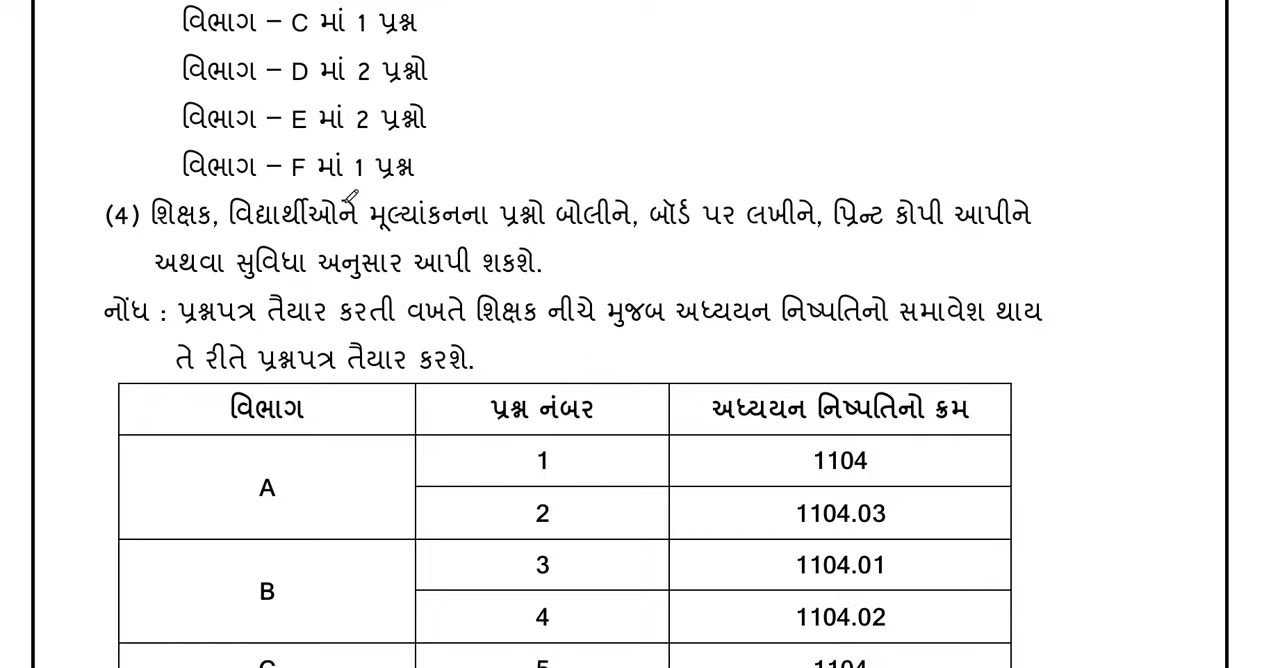 વિભાગ – C માં 1 પ્રશ્ન
વિભાગ – D માં 2 પ્રશ્નો
વિભાગ – E માં 2 પ્રશ્નો
વિભાગ – F માં 1 પ્રશ્ન
(4) શિક્ષક, વિદ્યાર્થીઓને મૂલ્યાંકનના પ્રશ્નો બોલીને, બૉર્ડ પર લખીને, પ્રિન્ટ કોપી આપીને
અથવા સુવિધા અનુસાર આપી શકશે.
નોંધ : પ્રશ્નપત્ર તૈયાર કરતી વખતે શિક્ષક નીચે મુજબ અધ્યયન નિષ્પતિનો સમાવેશ થાય
તે રીતે પ્રશ્નપત્ર તૈયાર કરશે.
વિભાગ પ્રશ્ન નંબર અધ્યયન નિષ્પતિનો ક્રમ
A
1 1104
2 1104.03
B
3 1104.01
4 1104.02
C 5 1104